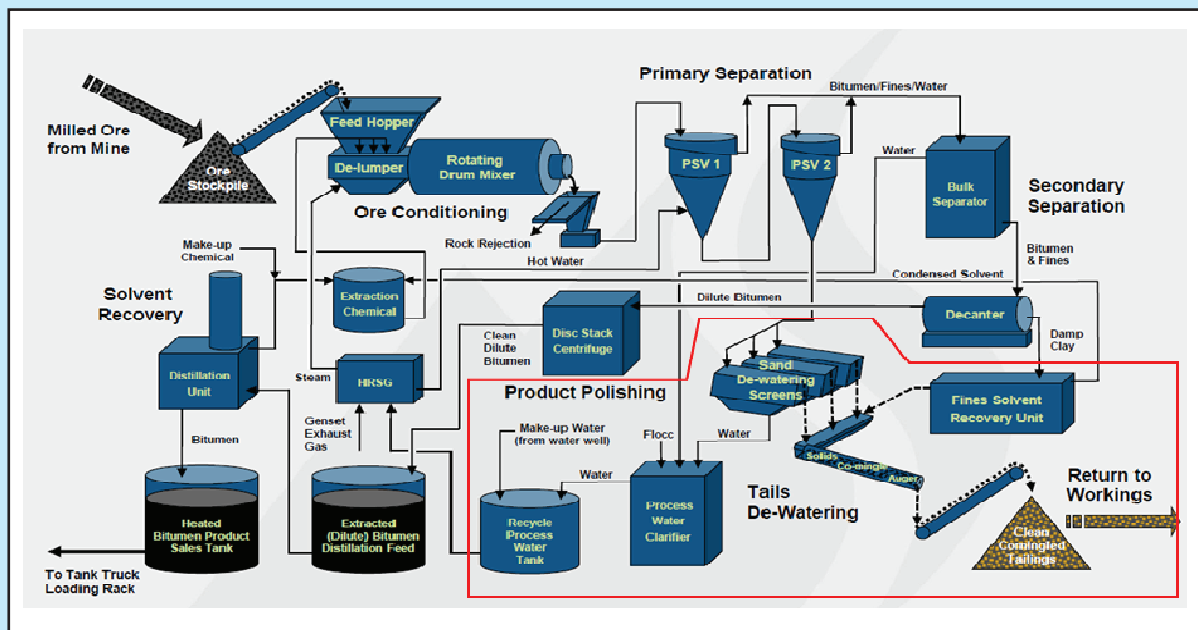 Primary Separation
Bitumen/Fines/Water
Milled Ore
from Mine
Feed Hopper
Ore
Stockpile
De-lumper
Rotating
Drum Mixer
PSV 1
PSV 2
Water
Bulk
Separator
Secondary
Separation
Ore Conditioning
Rock Rejection
Hot Water
Bitumen
& Fines
Make-up
Chemical
Solvent
Recovery
Extraction
Chemical
Condensed Solvent
Dilute Bitumen
Decanter
Damp
Clay
Clean
Dilute
Bitumen
Disc Stack
Centrifuge
Distillation
Unit
Steam
HRSG
Sand
De-watering
Screens
Fines Solvent
Recovery Unit
Product Polishing
Genset
Exhaust
Gas
Bitumen
Make-up Water
(from water well)
Flocc
Water
Water
Solids
Co-mingle
Auger
Return to
Workings
Tails
De-Watering
Heated
Bitumen Product
Sales Tank
Extracted
(Dilute) Bitumen
Distillation Feed
Recycle
Process
Water
Tank
Process
Water
Clarifier
Clean
Comingled
Tailings
To Tank Truck
Loading Rack